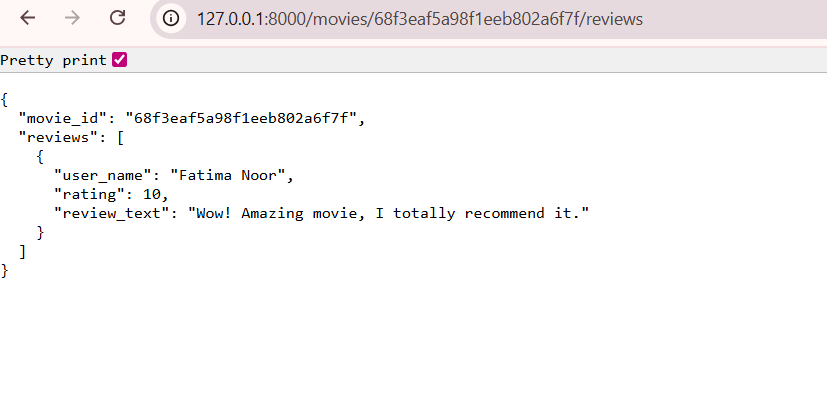 127.0.0.1:8000/movies/68f3eaf5a98f1eeb802a6f7f/reviews
Pretty print
{
  "movie_id": "68f3eaf5a98f1eeb802a6f7f",
  "reviews": [
    {
      "user_name": "Fatima Noor",
      "rating": 10,
      "review_text": "Wow! Amazing movie, I totally recommend it."
    }
  ]
}